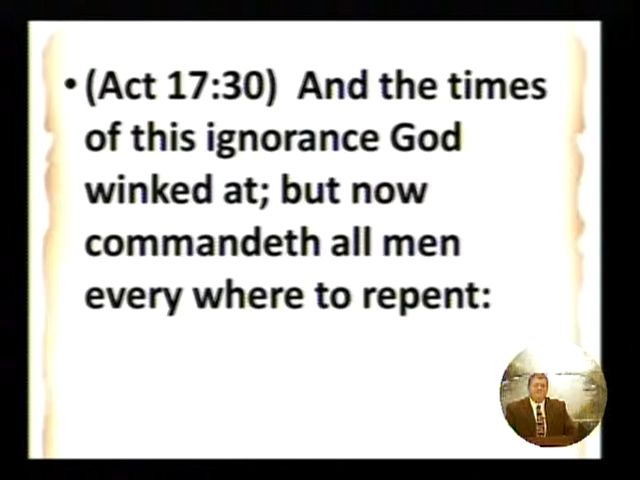 • (Act 17:30)  And the times
of this ignorance God
winked at; but now
commandeth all men
every where to repent: